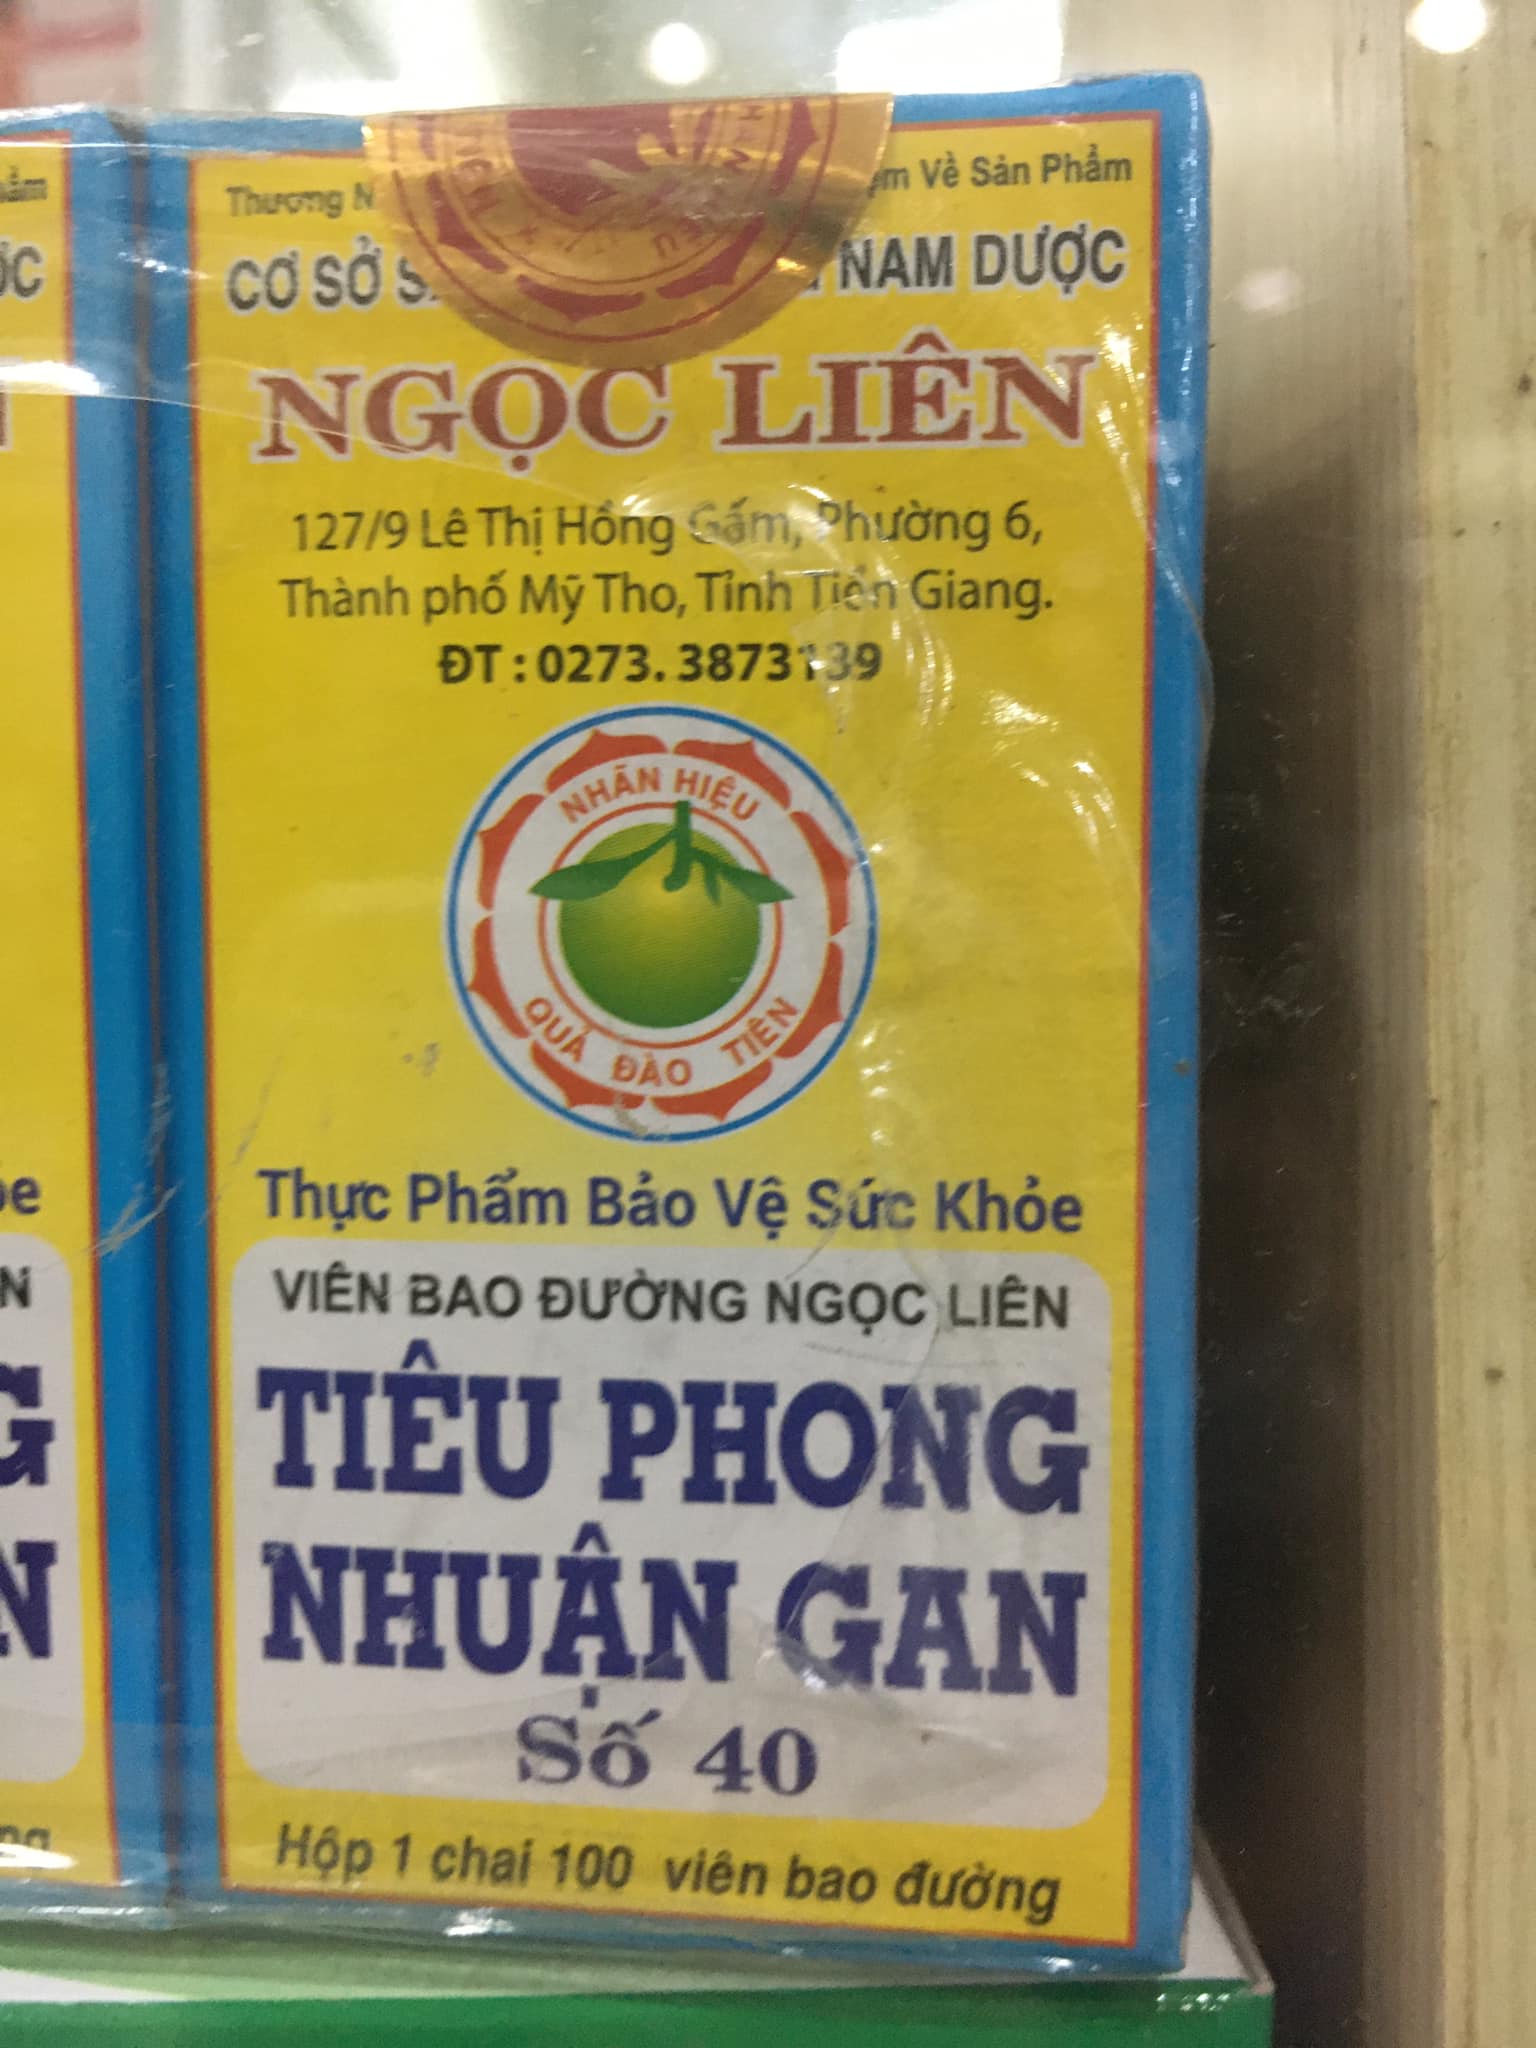 Thương Về Sản Phẩm
CƠ SỞ NAM DƯỢC
NGỌC LIÊN
127/9 Lê Thị Hồng Gấm, Phường 6,
Thành phố Mỹ Tho, Tỉnh Tiền Giang.
ĐT : 0273. 3873139
NHÃN HIỆU
QUẢ ĐÀO TIÊN
Thực Phẩm Bảo Vệ Sức Khỏe
VIÊN BAO ĐƯỜNG NGỌC LIÊN
TIÊU PHONG
NHUẬN GAN
Số 40
Hộp 1 chai 100 viên bao đường